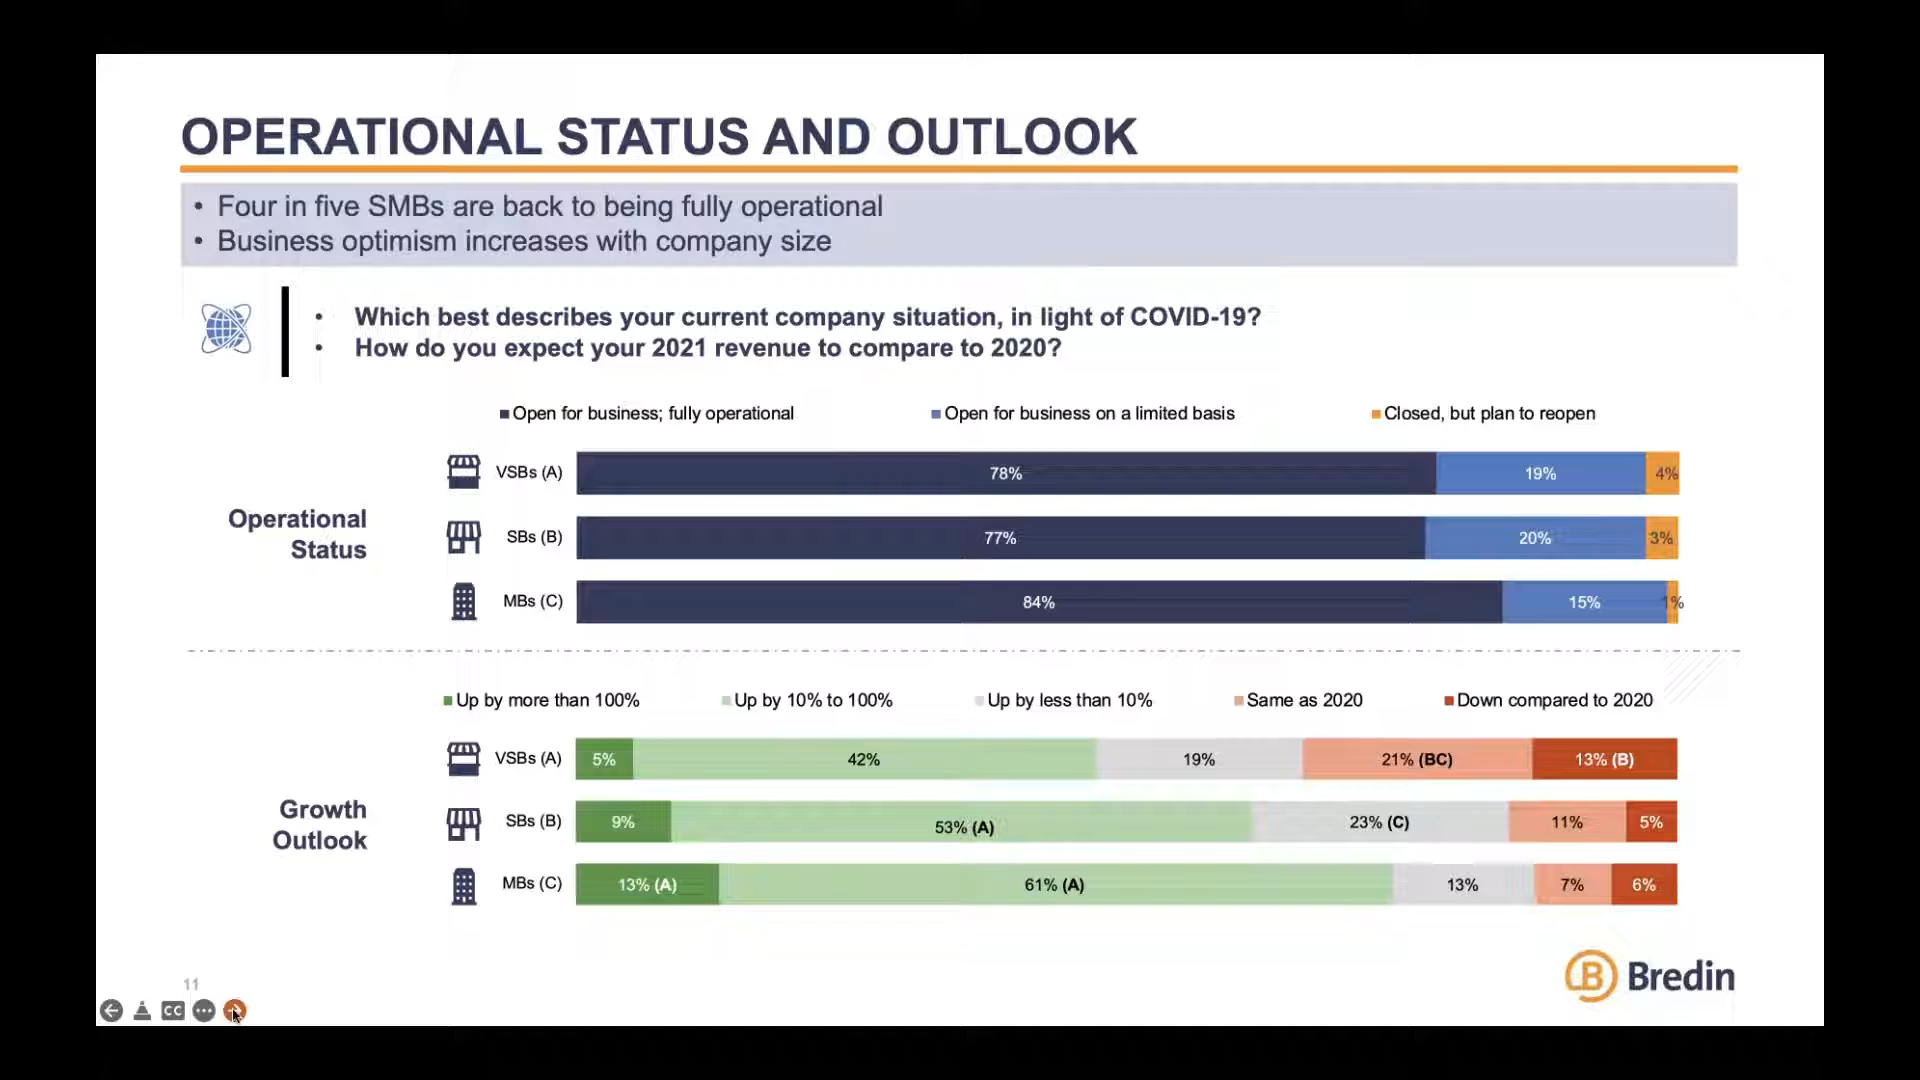 OPERATIONAL STATUS AND OUTLOOK
• Four in five SMBs are back to being fully operational
• Business optimism increases with company size
• Which best describes your current company situation, in light of COVID-19?
• How do you expect your 2021 revenue to compare to 2020?
Open for business; fully operational Open for business on a limited basis Closed, but plan to reopen
Operational
Status
VSBs (A) 78% 19% 4%
SBs (B) 77% 20% 3%
MBs (C) 84% 15% 1%
Up by more than 100% Up by 10% to 100% Up by less than 10% Same as 2020 Down compared to 2020
Growth
Outlook
VSBs (A) 5% 42% 19% 21% (BC) 13% (B)
SBs (B) 9% 53% (A) 23% (C) 11% 5%
MBs (C) 13% (A) 61% (A) 13% 7% 6%
B Bredin
11
CC